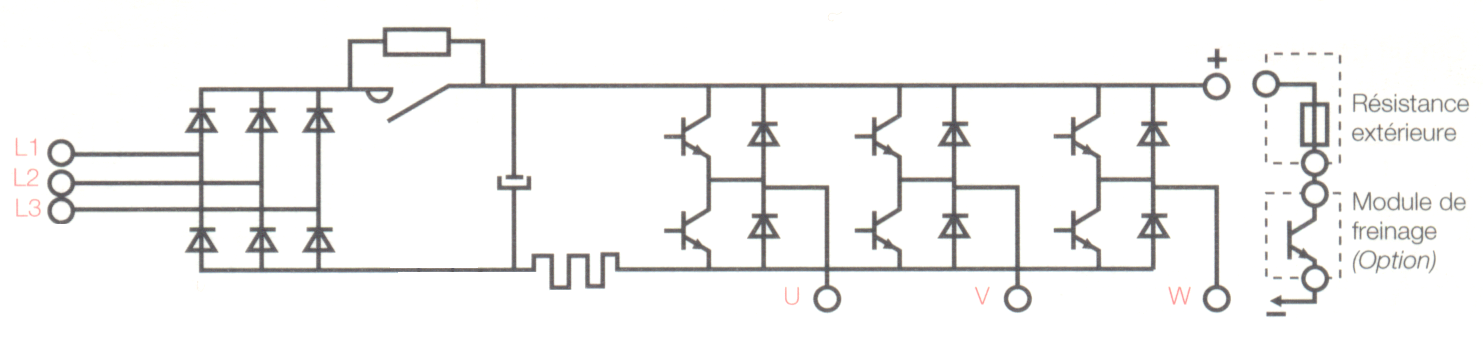 L1
L2
L3
+
Résistance
extérieure
Module de
freinage
(Option)
U
V
W
–